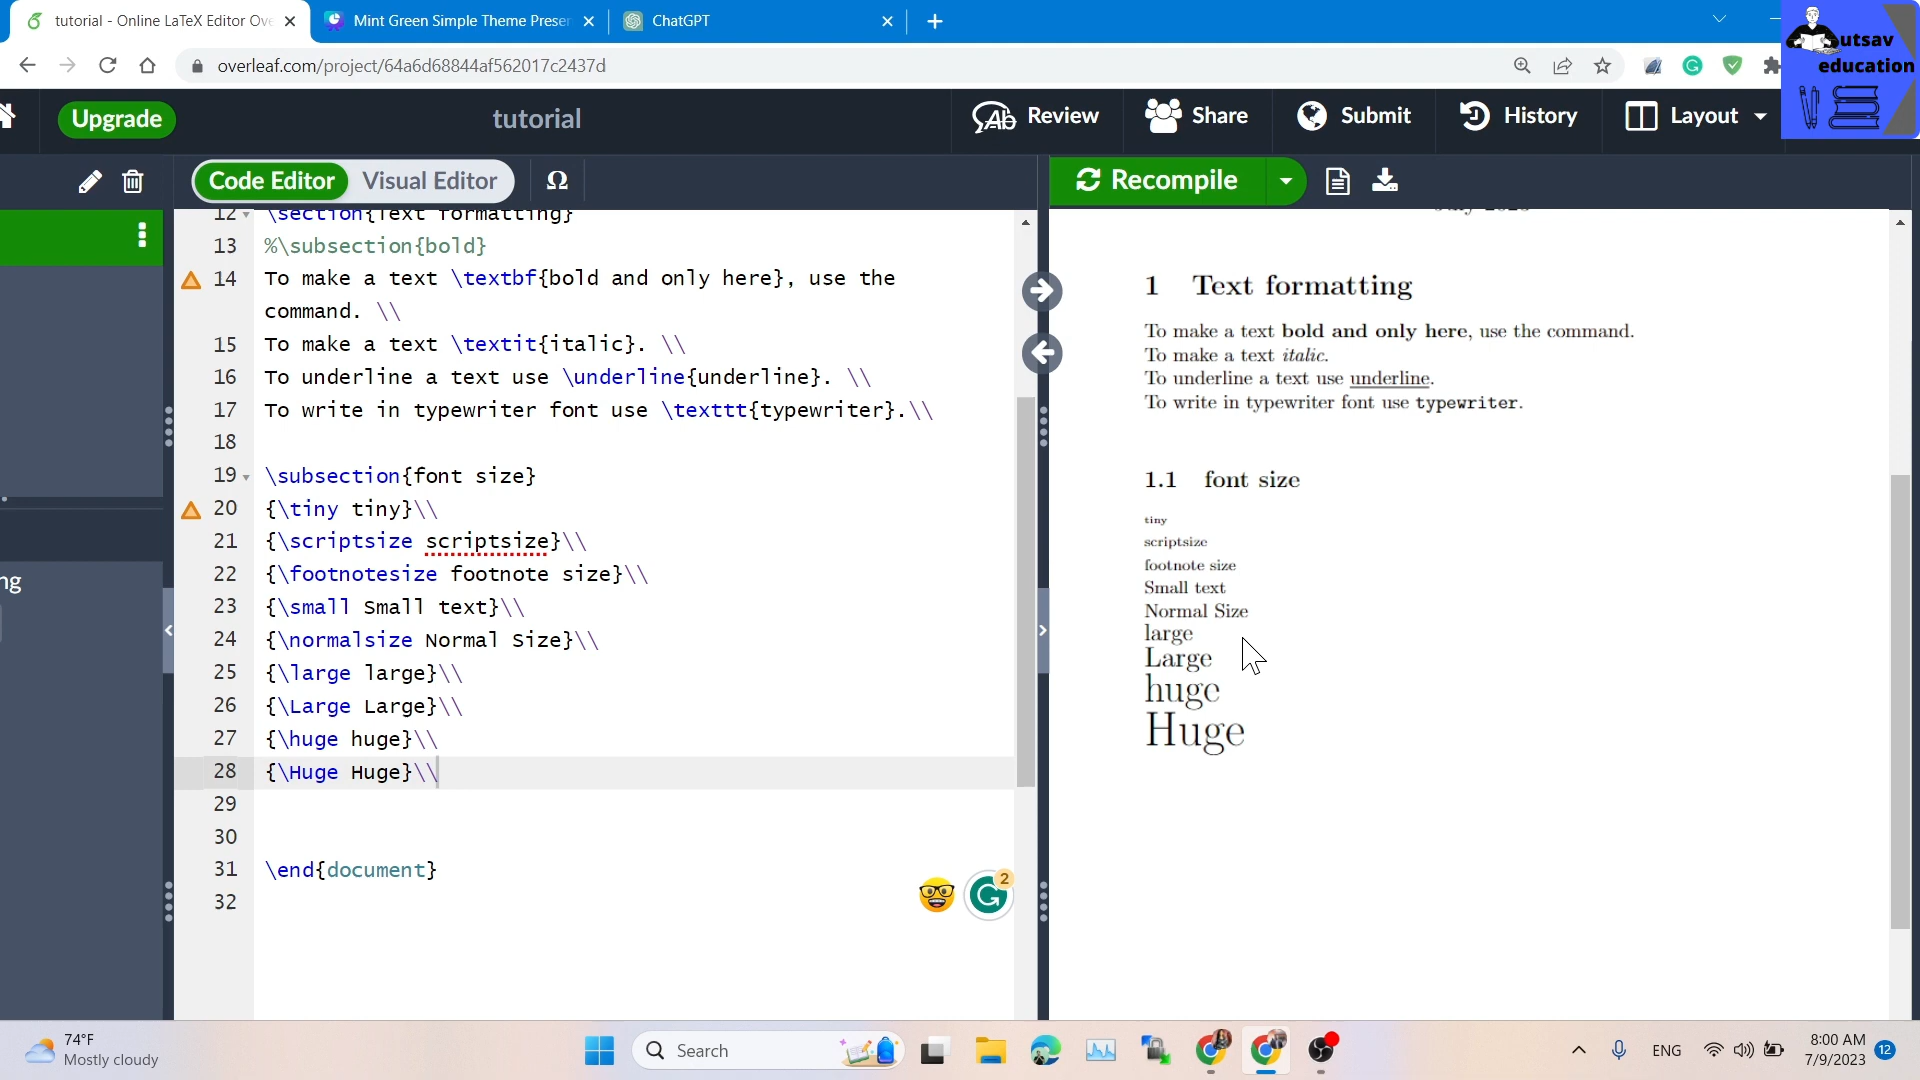 tutorial - Online LaTeX Editor Ove
Mint Green Simple Theme Presen
ChatGPT
utsav
education
overleaf.com/project/64a6d68844af562017c2437d
Upgrade
tutorial
Review
Share
Submit
History
Layout
Code Editor
Visual Editor
Ω
Recompile
12 \section{Text formatting}
13 %\subsection{bold}
14 To make a text \textbf{bold and only here}, use the
command. \\
15 To make a text \textit{italic}. \\
16 To underline a text use \underline{underline}. \\
17 To write in typewriter font use \texttt{typewriter}.\\
18
19 \subsection{font size}
20 {\tiny tiny}\\
21 {\scriptsize scriptsize}\\
22 {\footnotesize footnote size}\\
23 {\small Small text}\\
24 {\normalsize Normal Size}\\
25 {\large large}\\
26 {\Large Large}\\
27 {\huge huge}\\
28 {\Huge Huge}\\
29
30
31 \end{document}
32
ng
2
1 Text formatting
To make a text bold and only here, use the command.
To make a text italic.
To underline a text use underline.
To write in typewriter font use typewriter.
1.1 font size
tiny
scriptsize
footnote size
Small text
Normal Size
large
Large
huge
Huge
74°F
Mostly cloudy
Search
ENG
8:00 AM
7/9/2023
12